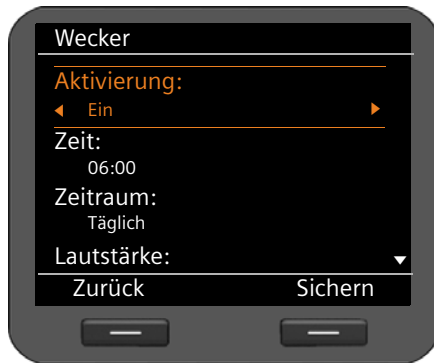 Wecker
Aktivierung:
Ein
Zeit:
06:00
Zeitraum:
Täglich
Lautstärke:
Zurück Sichern